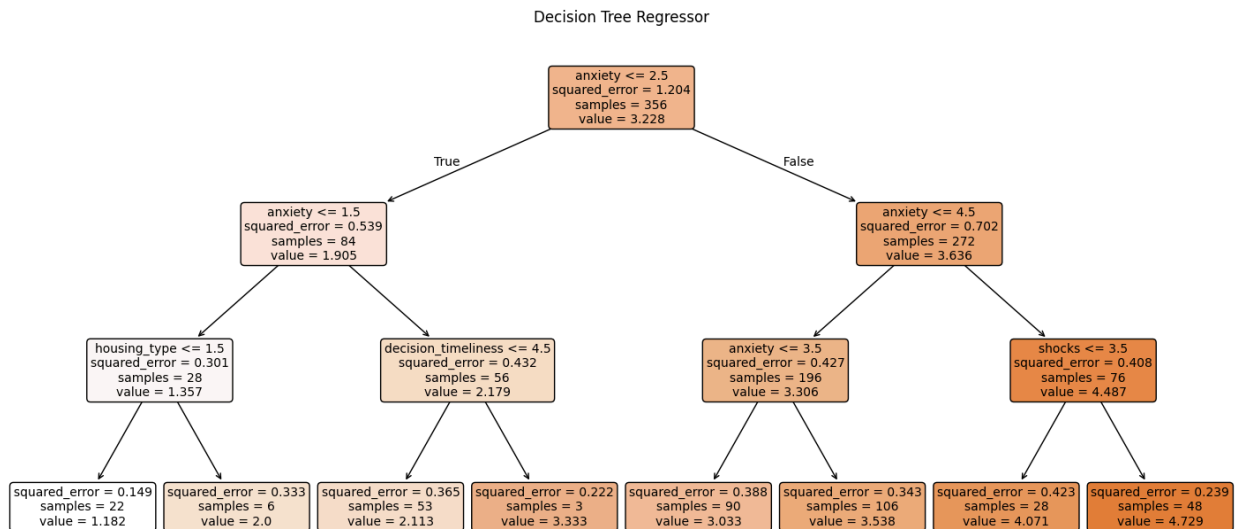 Decision Tree Regressor
anxiety <= 2.5
squared_error = 1.204
samples = 356
value = 3.228
True
False
anxiety <= 1.5
squared_error = 0.539
samples = 84
value = 1.905
anxiety <= 4.5
squared_error = 0.702
samples = 272
value = 3.636
housing_type <= 1.5
squared_error = 0.301
samples = 28
value = 1.357
decision_timeliness <= 4.5
squared_error = 0.432
samples = 56
value = 2.179
anxiety <= 3.5
squared_error = 0.427
samples = 196
value = 3.306
shocks <= 3.5
squared_error = 0.408
samples = 76
value = 4.487
squared_error = 0.149
samples = 22
value = 1.182
squared_error = 0.333
samples = 6
value = 2.0
squared_error = 0.365
samples = 53
value = 2.113
squared_error = 0.222
samples = 3
value = 3.333
squared_error = 0.388
samples = 90
value = 3.033
squared_error = 0.343
samples = 106
value = 3.538
squared_error = 0.423
samples = 28
value = 4.071
squared_error = 0.239
samples = 48
value = 4.729